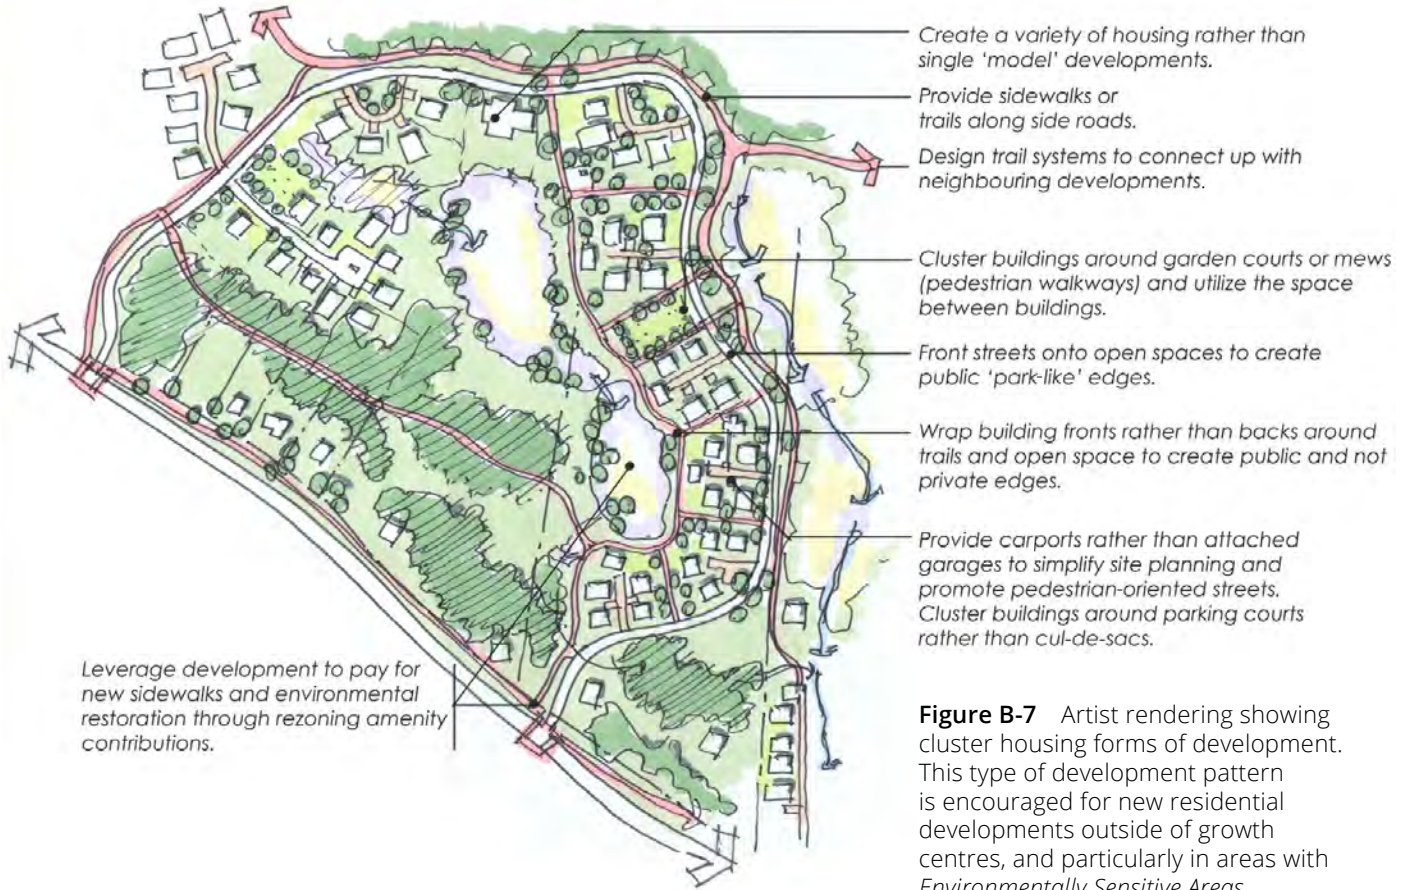 Create a variety of housing rather than
single ‘model’ developments.
Provide sidewalks or
trails along side roads.
Design trail systems to connect up with
neighbouring developments.
Cluster buildings around garden courts or mews
(pedestrian walkways) and utilize the space
between buildings.
Front streets onto open spaces to create
public ‘park-like’ edges.
Wrap building fronts rather than backs around
trails and open space to create public and not
private edges.
Provide carports rather than attached
garages to simplify site planning and
promote pedestrian-oriented streets.
Cluster buildings around parking courts
rather than cul-de-sacs.
Leverage development to pay for
new sidewalks and environmental
restoration through rezoning amenity
contributions.
Figure B-7 Artist rendering showing
cluster housing forms of development.
This type of development pattern
is encouraged for new residential
developments outside of growth
centres, and particularly in areas with
Environmentally Sensitive Areas